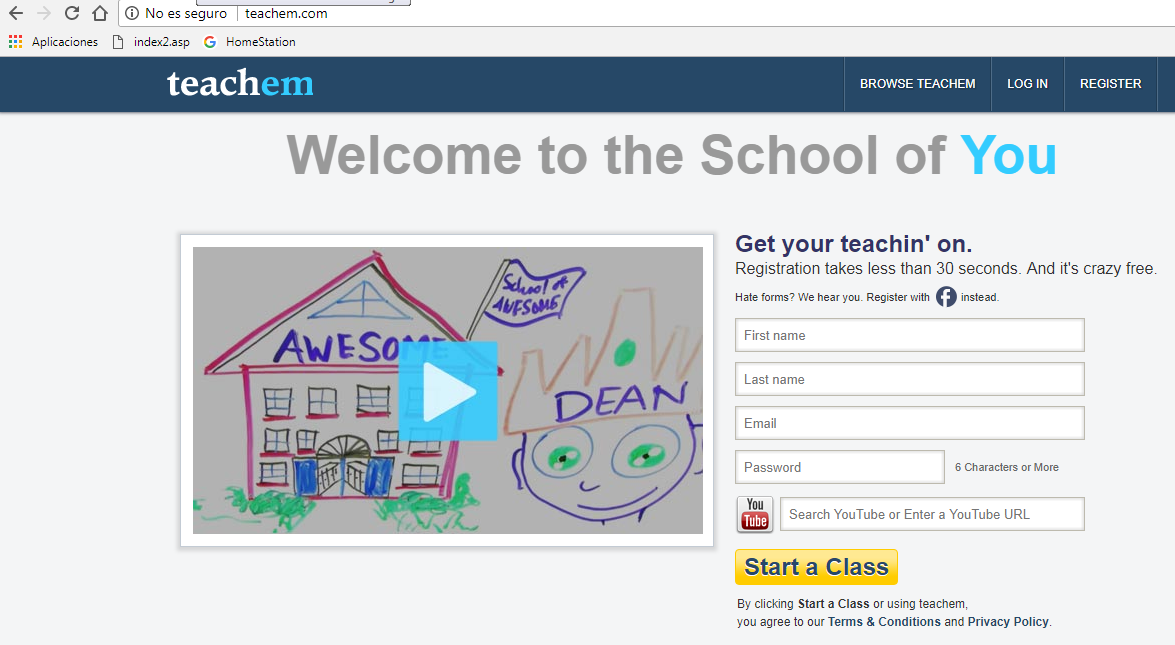 No es seguro teachem.com
Aplicaciones index2.asp HomeStation
teachem BROWSE TEACHEM LOG IN REGISTER
Welcome to the School of You
School of
AWESOME
AWESOME
DEAN
Get your teachin' on.
Registration takes less than 30 seconds. And it's crazy free.
Hate forms? We hear you. Register with f instead.
First name
Last name
Email
Password 6 Characters or More
You
Tube
Search YouTube or Enter a YouTube URL
Start a Class
By clicking Start a Class or using teachem,
you agree to our Terms & Conditions and Privacy Policy.